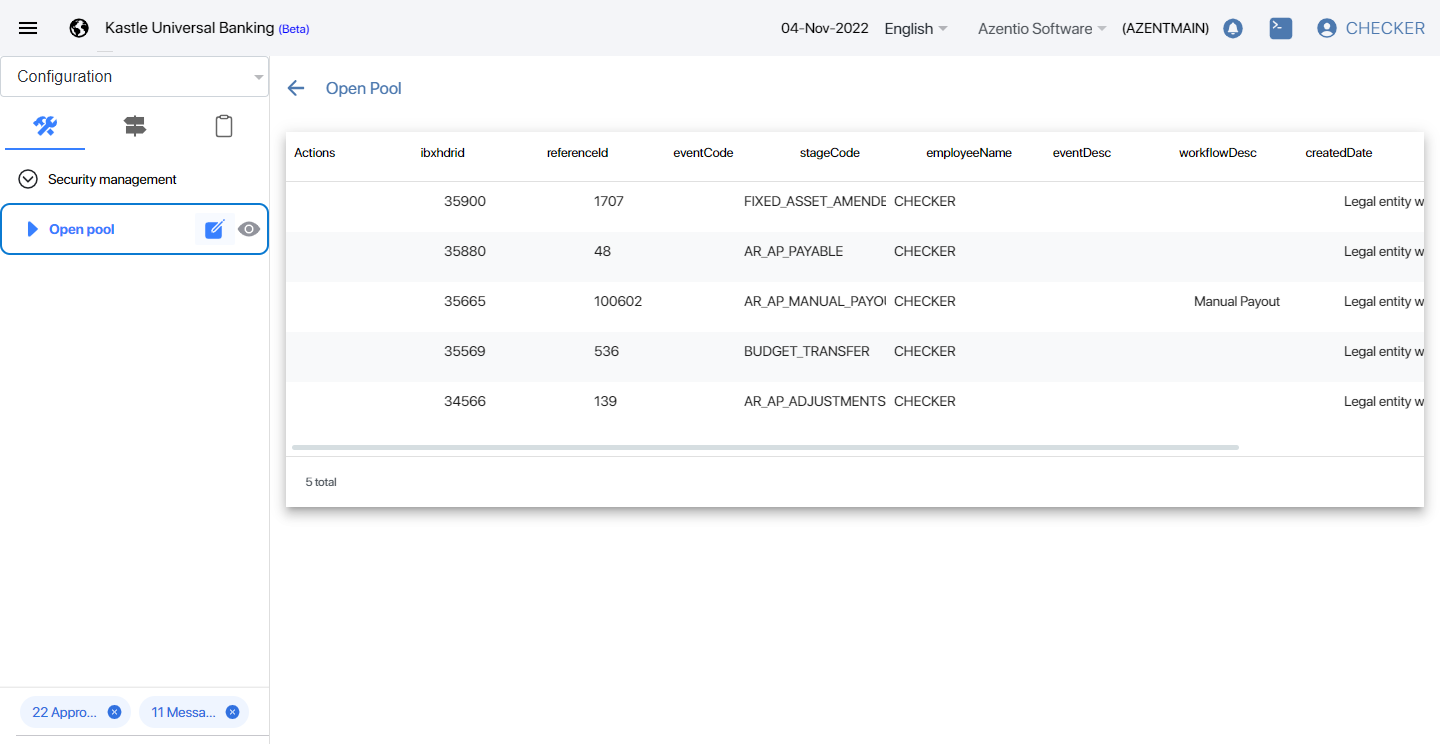 Kastle Universal Banking (Beta) 04-Nov-2022 English Azentio Software (AZENTMAIN) CHECKER
Configuration
Security management
Open pool
22 Appro...
11 Messa...
Open Pool
Actions ibxhdrid referenceId eventCode stageCode employeeName eventDesc workflowDesc createdDate
35900 1707 FIXED_ASSET_AMENDE CHECKER Legal entity w
35880 48 AR_AP_PAYABLE CHECKER Legal entity w
35665 100602 AR_AP_MANUAL_PAYOU CHECKER Manual Payout Legal entity w
35569 536 BUDGET_TRANSFER CHECKER Legal entity w
34566 139 AR_AP_ADJUSTMENTS CHECKER Legal entity w
5 total